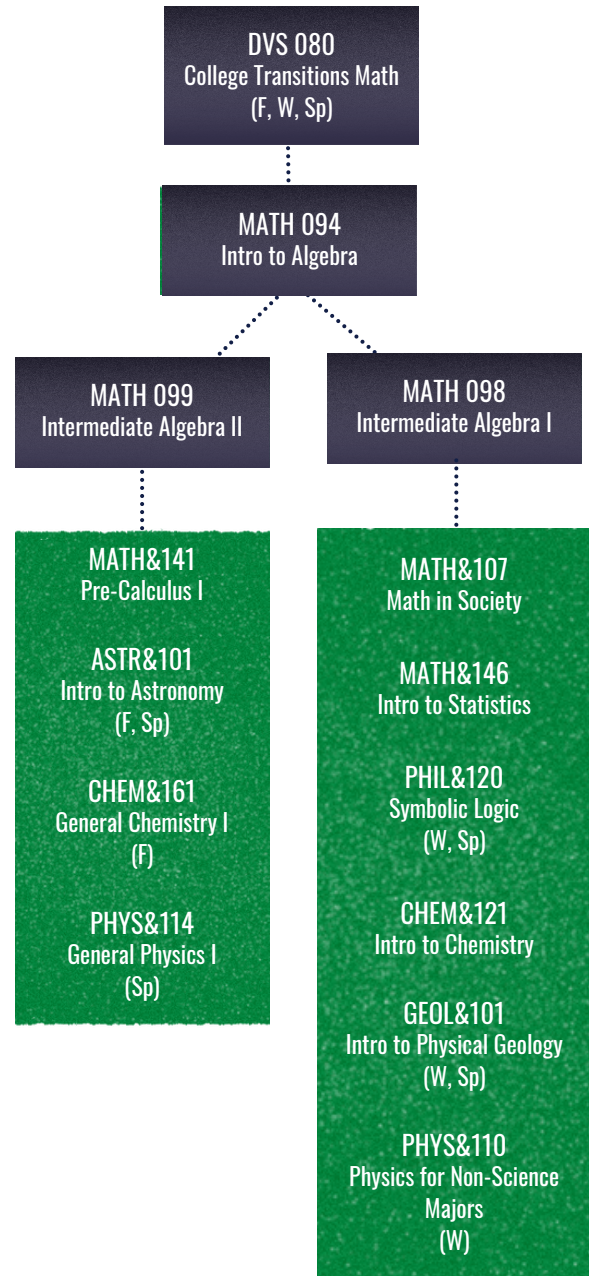 DVS 080
College Transitions Math
(F, W, Sp)
MATH 094
Intro to Algebra
MATH 099
Intermediate Algebra II
MATH 098
Intermediate Algebra I
MATH&141
Pre-Calculus I
ASTR&101
Intro to Astronomy
(F, Sp)
CHEM&161
General Chemistry I
(F)
PHYS&114
General Physics I
(Sp)
MATH&107
Math in Society
MATH&146
Intro to Statistics
PHIL&120
Symbolic Logic
(W, Sp)
CHEM&121
Intro to Chemistry
GEOL&101
Intro to Physical Geology
(W, Sp)
PHYS&110
Physics for Non-Science
Majors
(W)